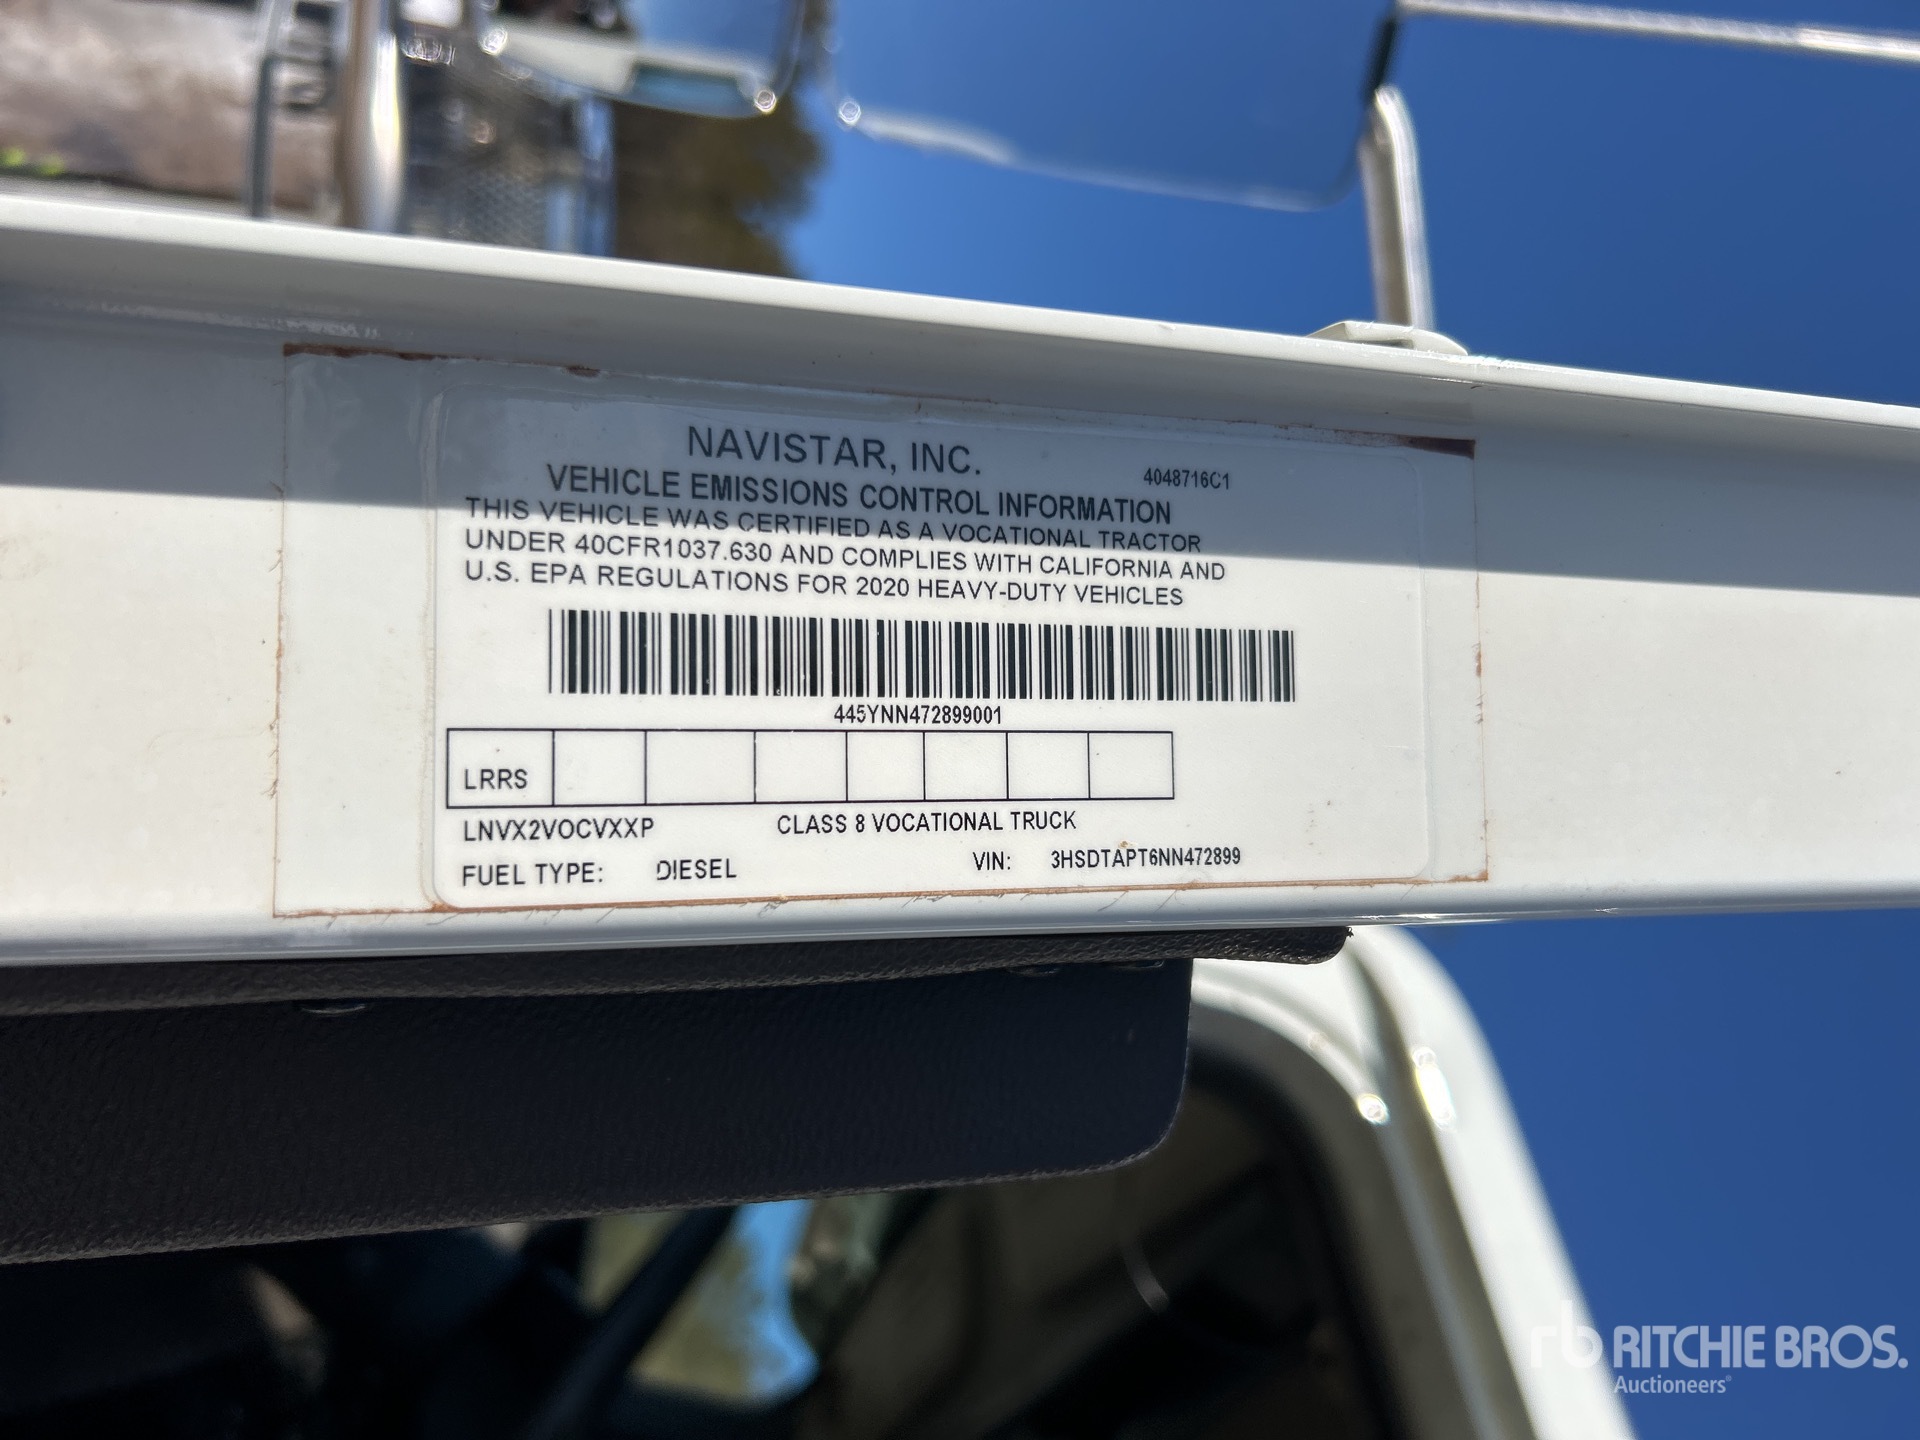 NAVISTAR, INC.
4048716C1
VEHICLE EMISSIONS CONTROL INFORMATION
THIS VEHICLE WAS CERTIFIED AS A VOCATIONAL TRACTOR
UNDER 40CFR1037.630 AND COMPLIES WITH CALIFORNIA AND
U.S. EPA REGULATIONS FOR 2020 HEAVY-DUTY VEHICLES
445YNN472899001
LRRS
LNVX2VOCVXXP CLASS 8 VOCATIONAL TRUCK
FUEL TYPE: DIESEL VIN: 3HSDTAPT6NN472899
rb RITCHIE BROS.
Auctioneers®